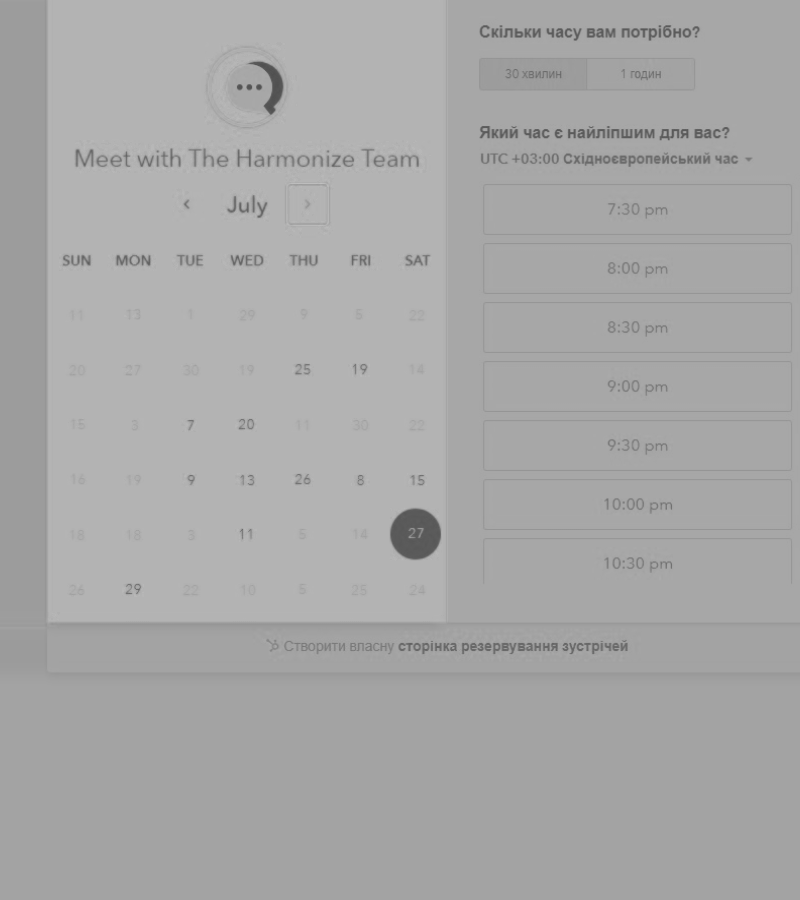 Meet with The Harmonize Team
July
SUN MON TUE WED THU FRI SAT
11 13 1 29 9 6 22
20 27 30 19 25 19 14
15 3 7 20 11 30 22
16 19 9 13 26 8 15
18 18 3 11 5 14 27
26 29 22 10 5 25 24
Скільки часу вам потрібно?
30 хвилин 1 годин
Який час є найліпшим для вас?
UTC +03:00 Східноєвропейський час
7:30 pm
8:00 pm
8:30 pm
9:00 pm
9:30 pm
10:00 pm
10:30 pm
Створити власну сторінка резервування зустрічей